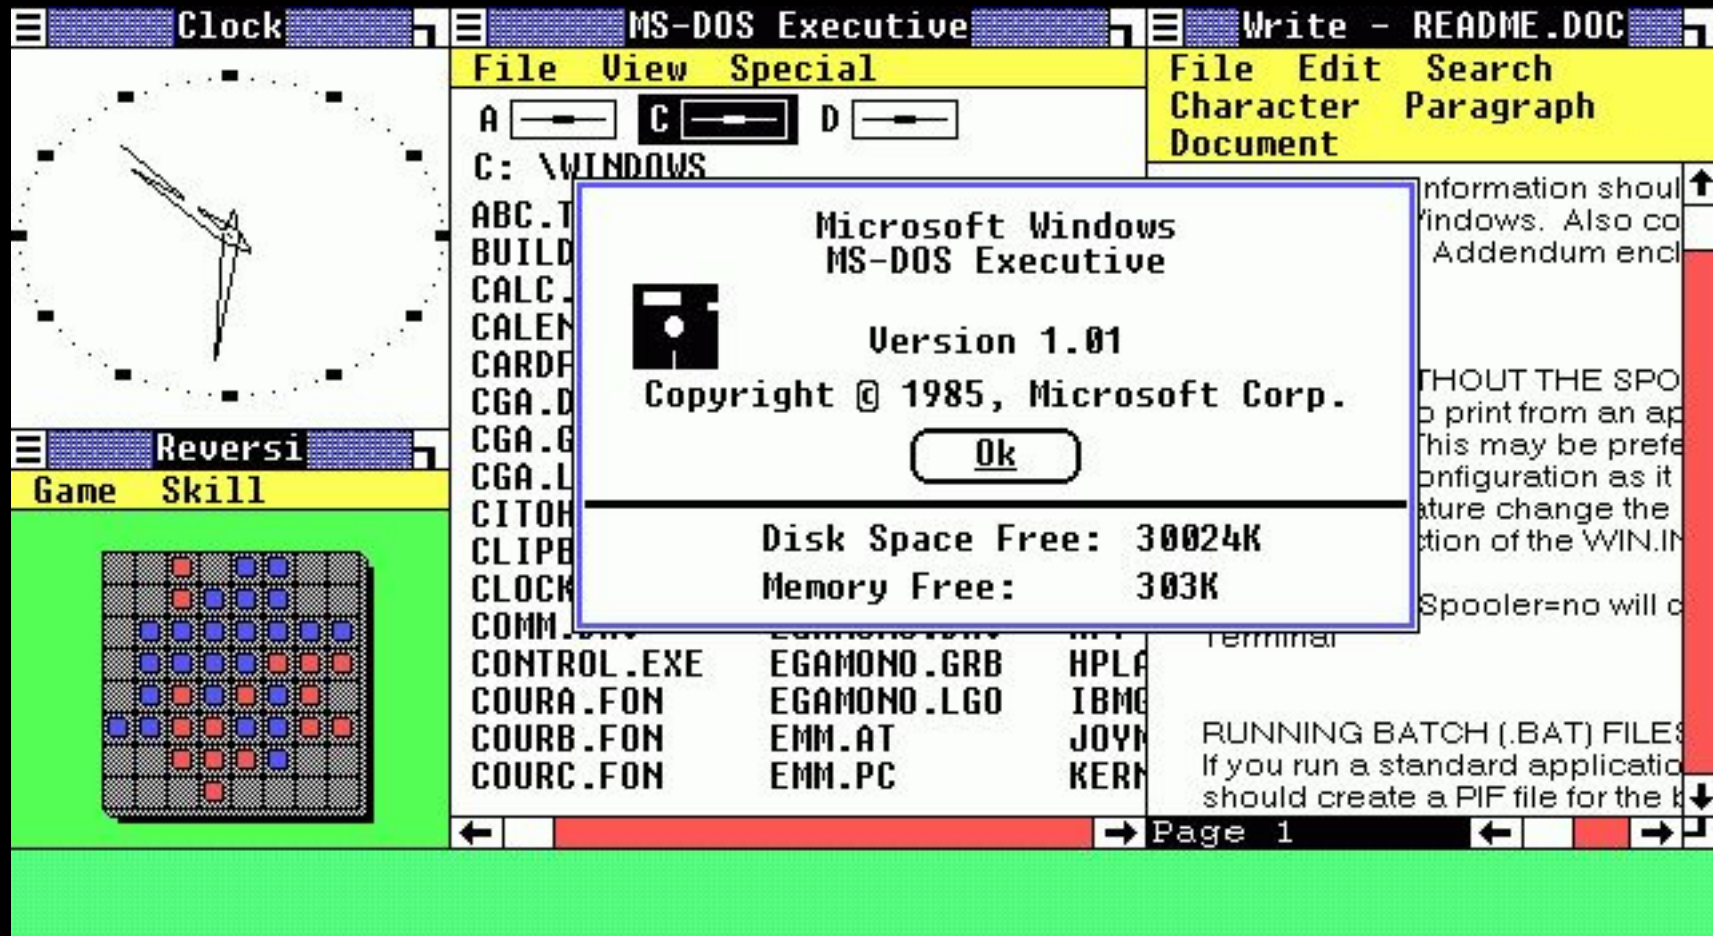 Clock
MS-DOS Executive
File View Special
A C D
C: \WINDOWS
ABC.T
BUILD
CALC.
CALEN
CARDF
CGA.D
CGA.G
CGA.L
CITOH
CLIPB
CLOCK
COMM.
CONTROL.EXE EGAMONO.GRB HPLA
COURA.FON EGAMONO.LGO IBMG
COURB.FON EMM.AT JOYM
COURC.FON EMM.PC KERN
Microsoft Windows
MS-DOS Executive
Version 1.01
Copyright © 1985, Microsoft Corp.
Ok
Disk Space Free: 30024K
Memory Free: 303K
Write - README.DOC
File Edit Search
Character Paragraph
Document
nformation shoul
indows. Also co
Addendum encl
THOUT THE SPO
o print from an ap
This may be prefe
onfiguration as it
ature change the
ction of the WIN.IN
Spooler=no will c
Terminal
RUNNING BATCH (.BAT) FILES
If you run a standard applicatio
should create a PIF file for the b
Page 1
Reversi
Game Skill